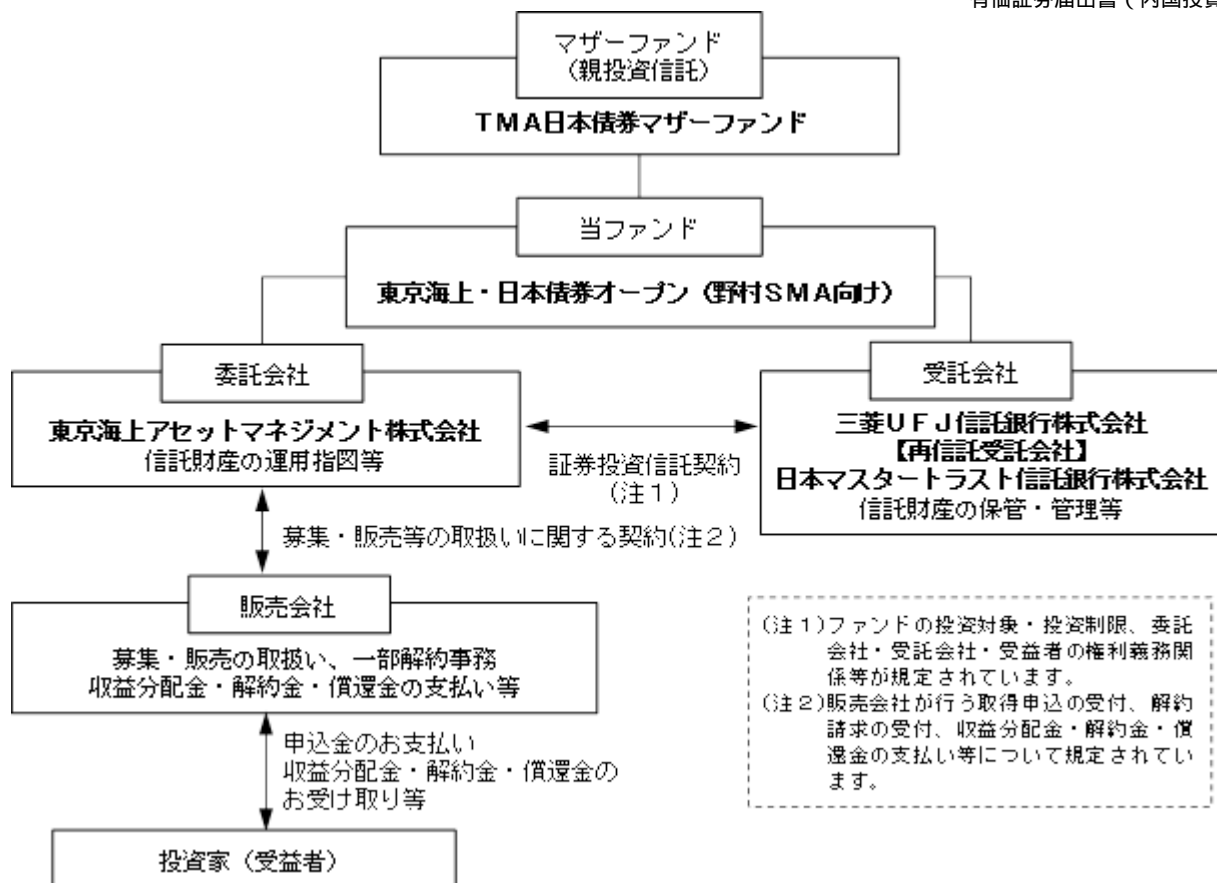 有価証券届出書（内国投資
マザーファンド
（親投資信託）
ＴＭＡ日本債券マザーファンド
当ファンド
東京海上・日本債券オープン（野村ＳＭＡ向け）
委託会社
東京海上アセットマネジメント株式会社
信託財産の運用指図等
証券投資信託契約
（注１）
受託会社
三菱ＵＦＪ信託銀行株式会社
【再信託受託会社】
日本マスタートラスト信託銀行株式会社
信託財産の保管・管理等
募集・販売等の取扱いに関する契約(注２)
販売会社
募集・販売の取扱い、一部解約事務
収益分配金・解約金・償還金の支払い等
(注１)ファンドの投資対象・投資制限、委託
会社・受託会社・受益者の権利義務関
係等が規定されています。
(注２)販売会社が行う取得申込の受付、解約
請求の受付、収益分配金・解約金・償
還金の支払い等について規定されてい
ます。
申込金のお支払い
収益分配金・解約金・償還金の
お受け取り等
投資家（受益者）